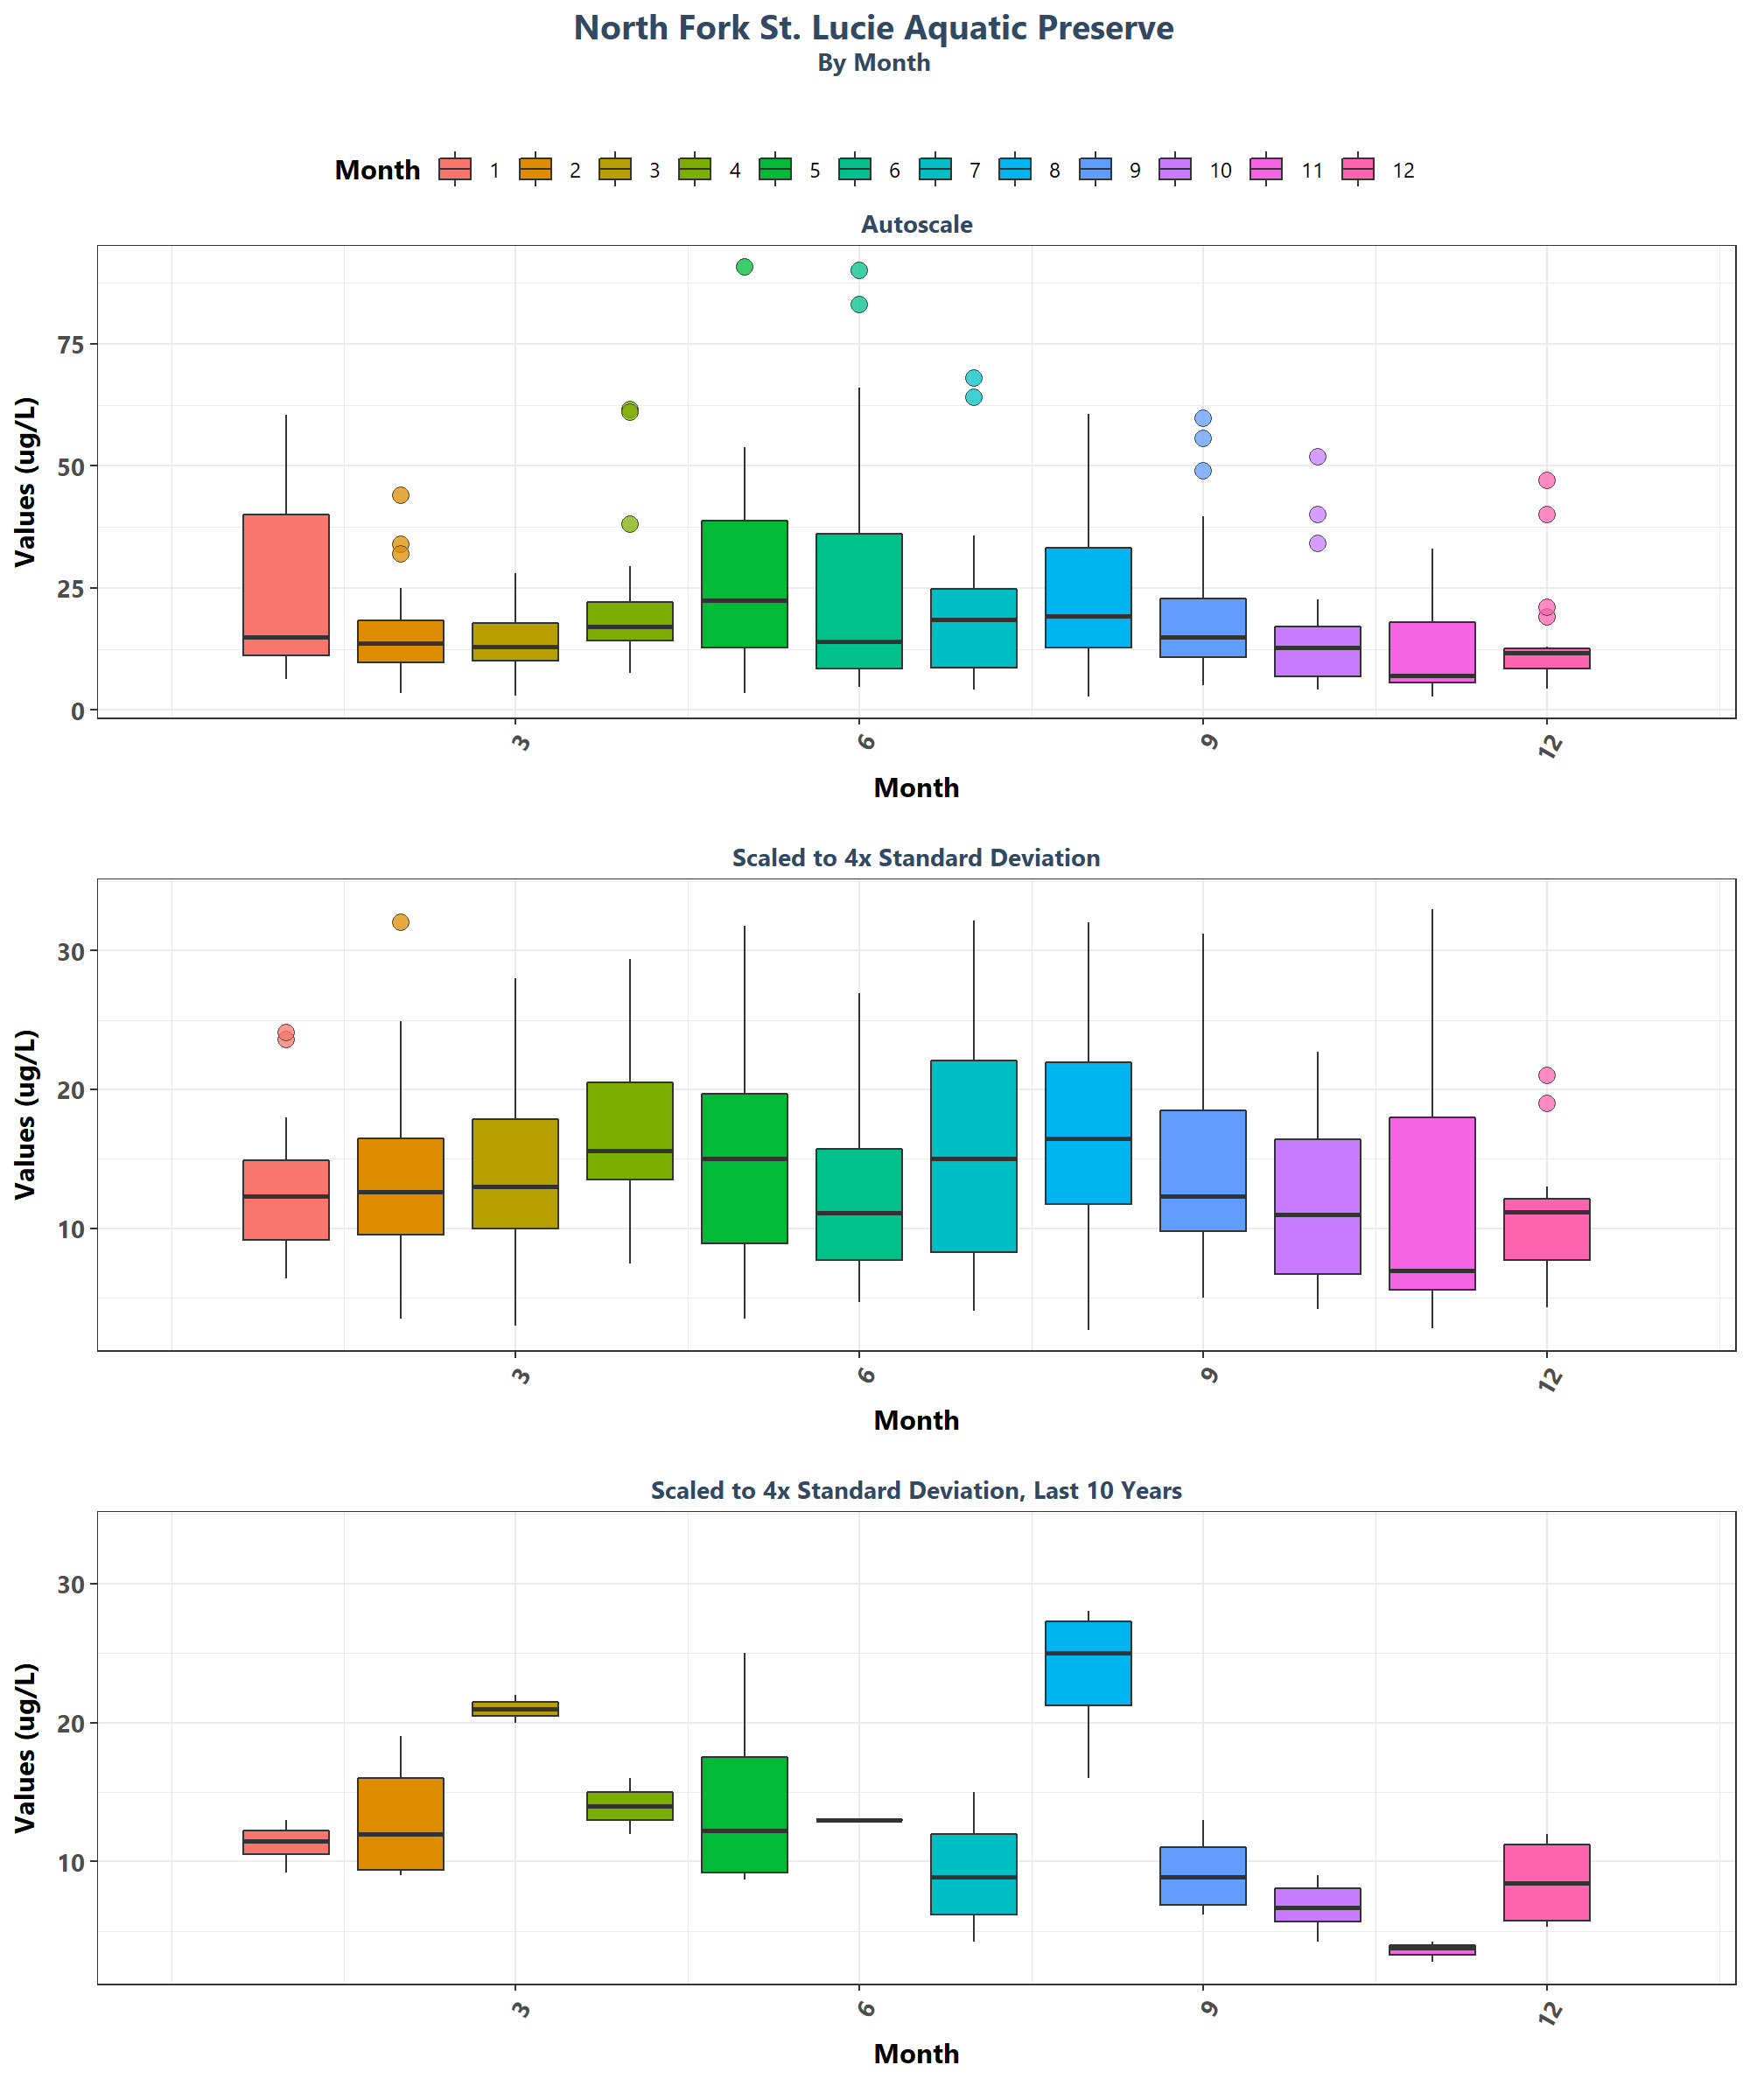 North Fork St. Lucie Aquatic Preserve
By Month
Month 1 2 3 4 5 6 7 8 9 10 11 12
Autoscale
Values (ug/L)
75
50
25
0
3 6 9 12
Month
Scaled to 4x Standard Deviation
Values (ug/L)
30
20
10
3 6 9 12
Month
Scaled to 4x Standard Deviation, Last 10 Years
Values (ug/L)
30
20
10
3 6 9 12
Month